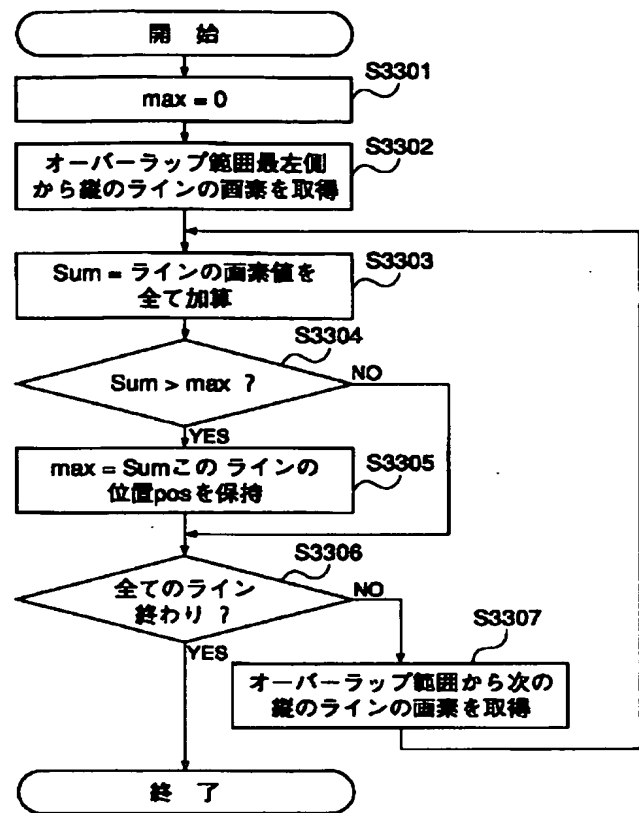 開 始
S3301
max = 0
S3302
オーバーラップ範囲最左側
から縦のラインの画素を取得
S3303
Sum = ラインの画素値を
全て加算
S3304
Sum > max ?
NO
YES
max = Sumこの ラインの
位置posを保持
S3305
S3306
全てのライン
終わり ?
NO
YES
S3307
オーバーラップ範囲から次の
縦のラインの画素を取得
終 了